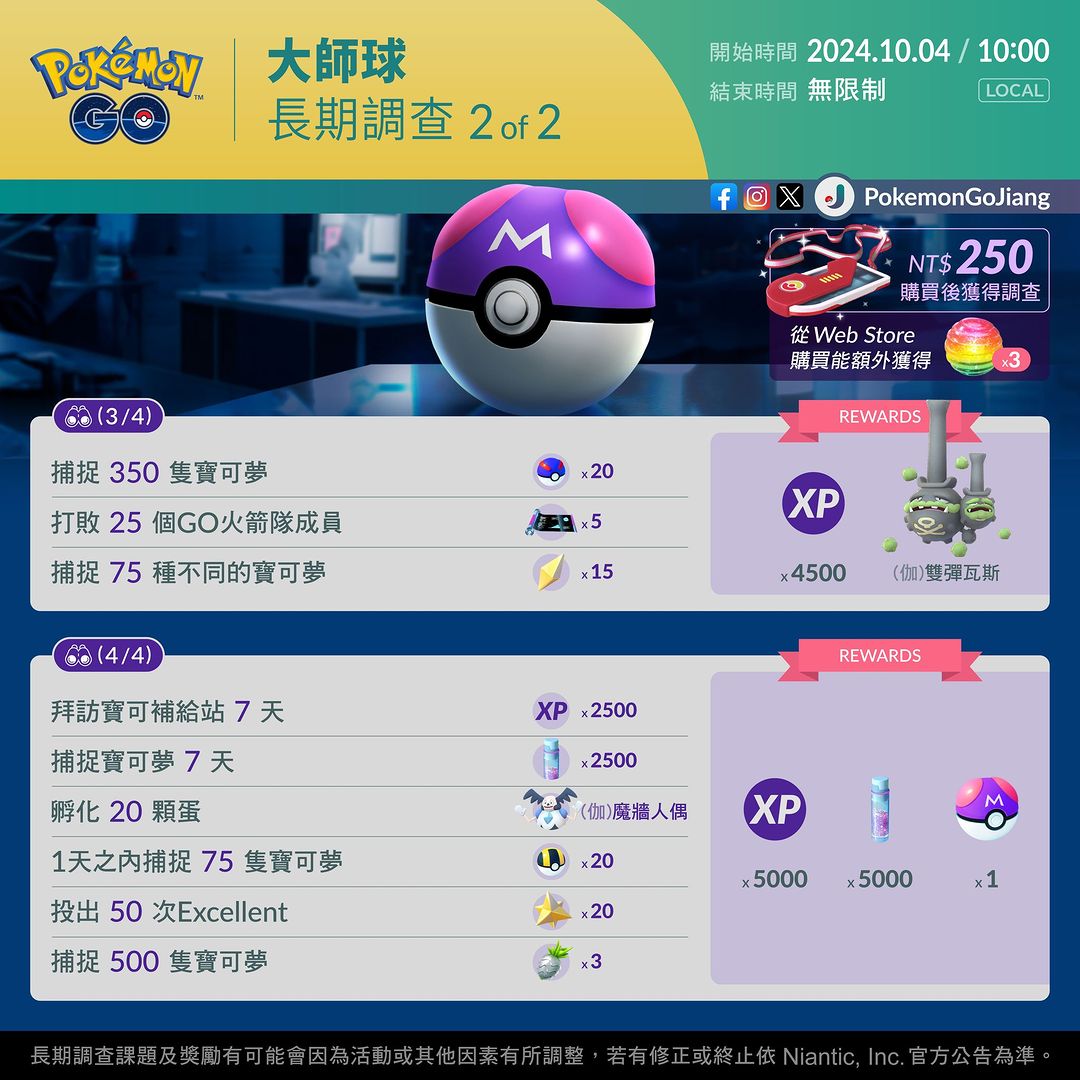 POKÉMON GO™
大師球
長期調查 2 of 2
開始時間 2024.10.04 / 10:00
結束時間 無限制 LOCAL
PokemonGoJiang
NT$ 250
購買後獲得調查
從 Web Store
購買能額外獲得 x3
(3/4)
REWARDS
捕捉 350 隻寶可夢 x20
打敗 25 個GO火箭隊成員 x5
捕捉 75 種不同的寶可夢 x15
XP
x4500 (伽)雙彈瓦斯
(4/4)
REWARDS
拜訪寶可補給站 7 天 XP x2500
捕捉寶可夢 7 天 x2500
孵化 20 顆蛋 (伽)魔牆人偶
1天之內捕捉 75 隻寶可夢 x20
投出 50 次Excellent x20
捕捉 500 隻寶可夢 x3
XP
x5000 x5000 x1
長期調查課題及獎勵有可能會因為活動或其他因素有所調整，若有修正或終止依 Niantic, Inc. 官方公告為準。